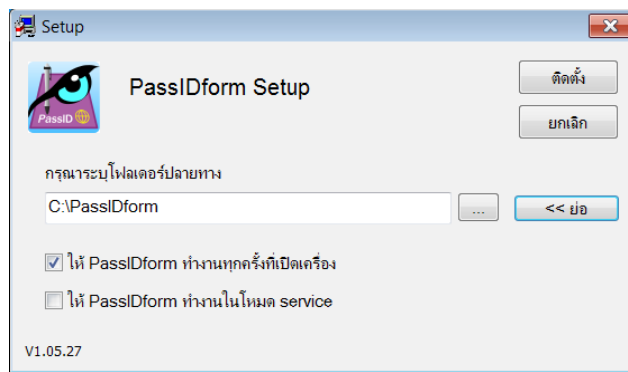 Setup
PassIDform Setup
ติดตั้ง
PassID
ยกเลิก
กรุณาระบุโฟลเดอร์ปลายทาง
C:\PassIDform
...
<< ย่อ
ให้ PassIDform ทำงานทุกครั้งที่เปิดเครื่อง
ให้ PassIDform ทำงานในโหมด service
V1.05.27